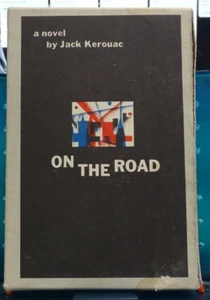 a novel
by Jack Kerouac
ON THE ROAD